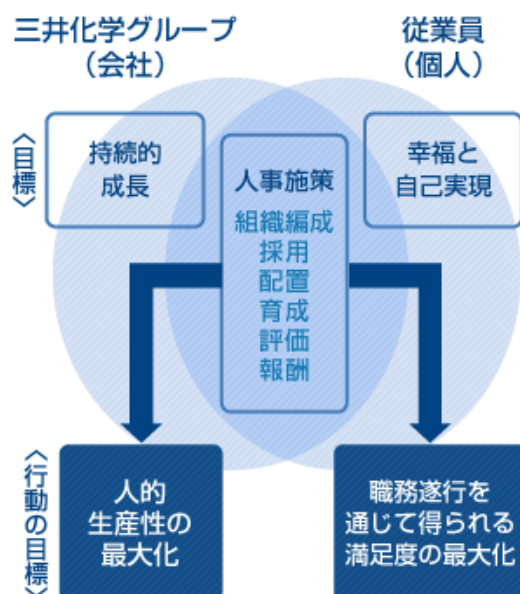 三井化学グループ
（会社）
従業員
（個人）
〈目標〉
持続的
成長
人事施策
組織編成
採用
配置
育成
評価
報酬
幸福と
自己実現
〈行動の目標〉
人的
生産性の
最大化
職務遂行を
通じて得られる
満足度の最大化